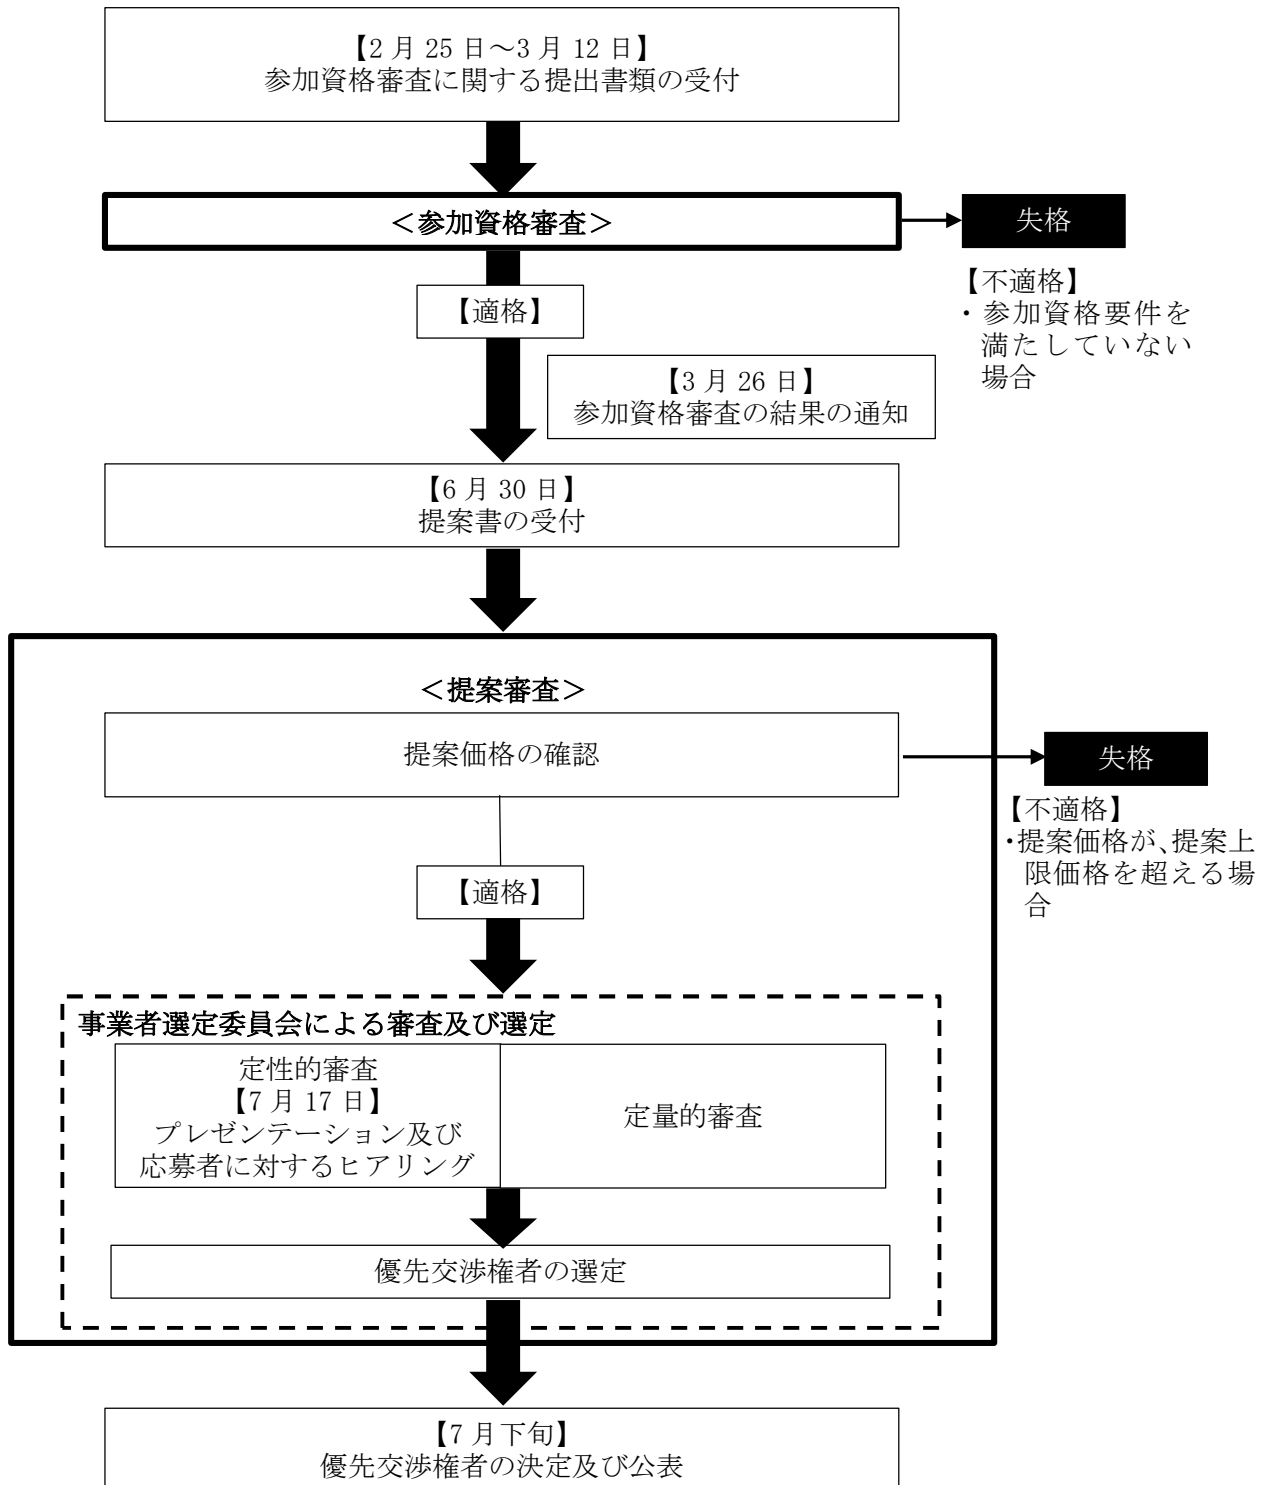 【2月25日～3月12日】
参加資格審査に関する提出書類の受付
＜参加資格審査＞
失格
【不適格】
・参加資格要件を
満たしていない
場合
【適格】
【3月26日】
参加資格審査の結果の通知
【6月30日】
提案書の受付
＜提案審査＞
提案価格の確認
失格
【不適格】
・提案価格が、提案上
限価格を超える場
合
【適格】
事業者選定委員会による審査及び選定
定性的審査
【7月17日】
プレゼンテーション及び
応募者に対するヒアリング
定量的審査
優先交渉権者の選定
【7月下旬】
優先交渉権者の決定及び公表